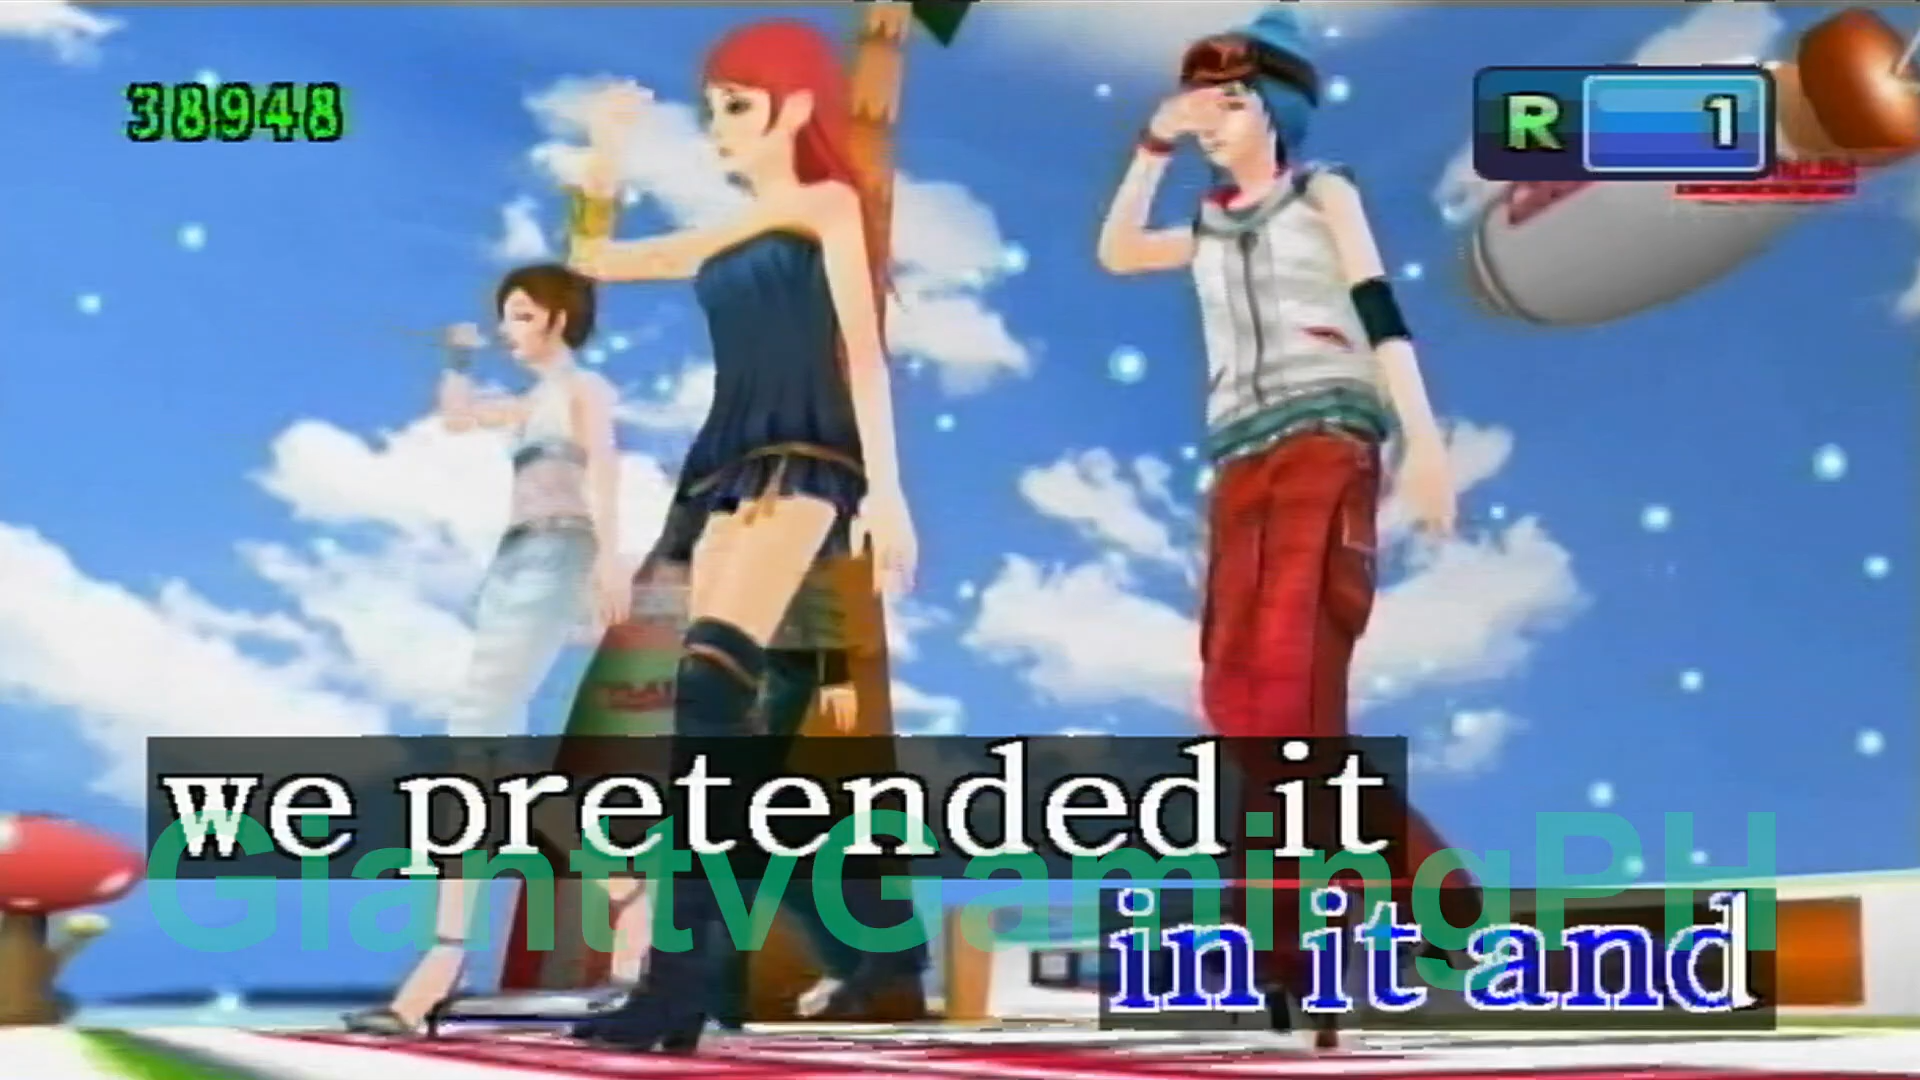 38948
R 1
we pretended it
GianttvGamingPH
in it and